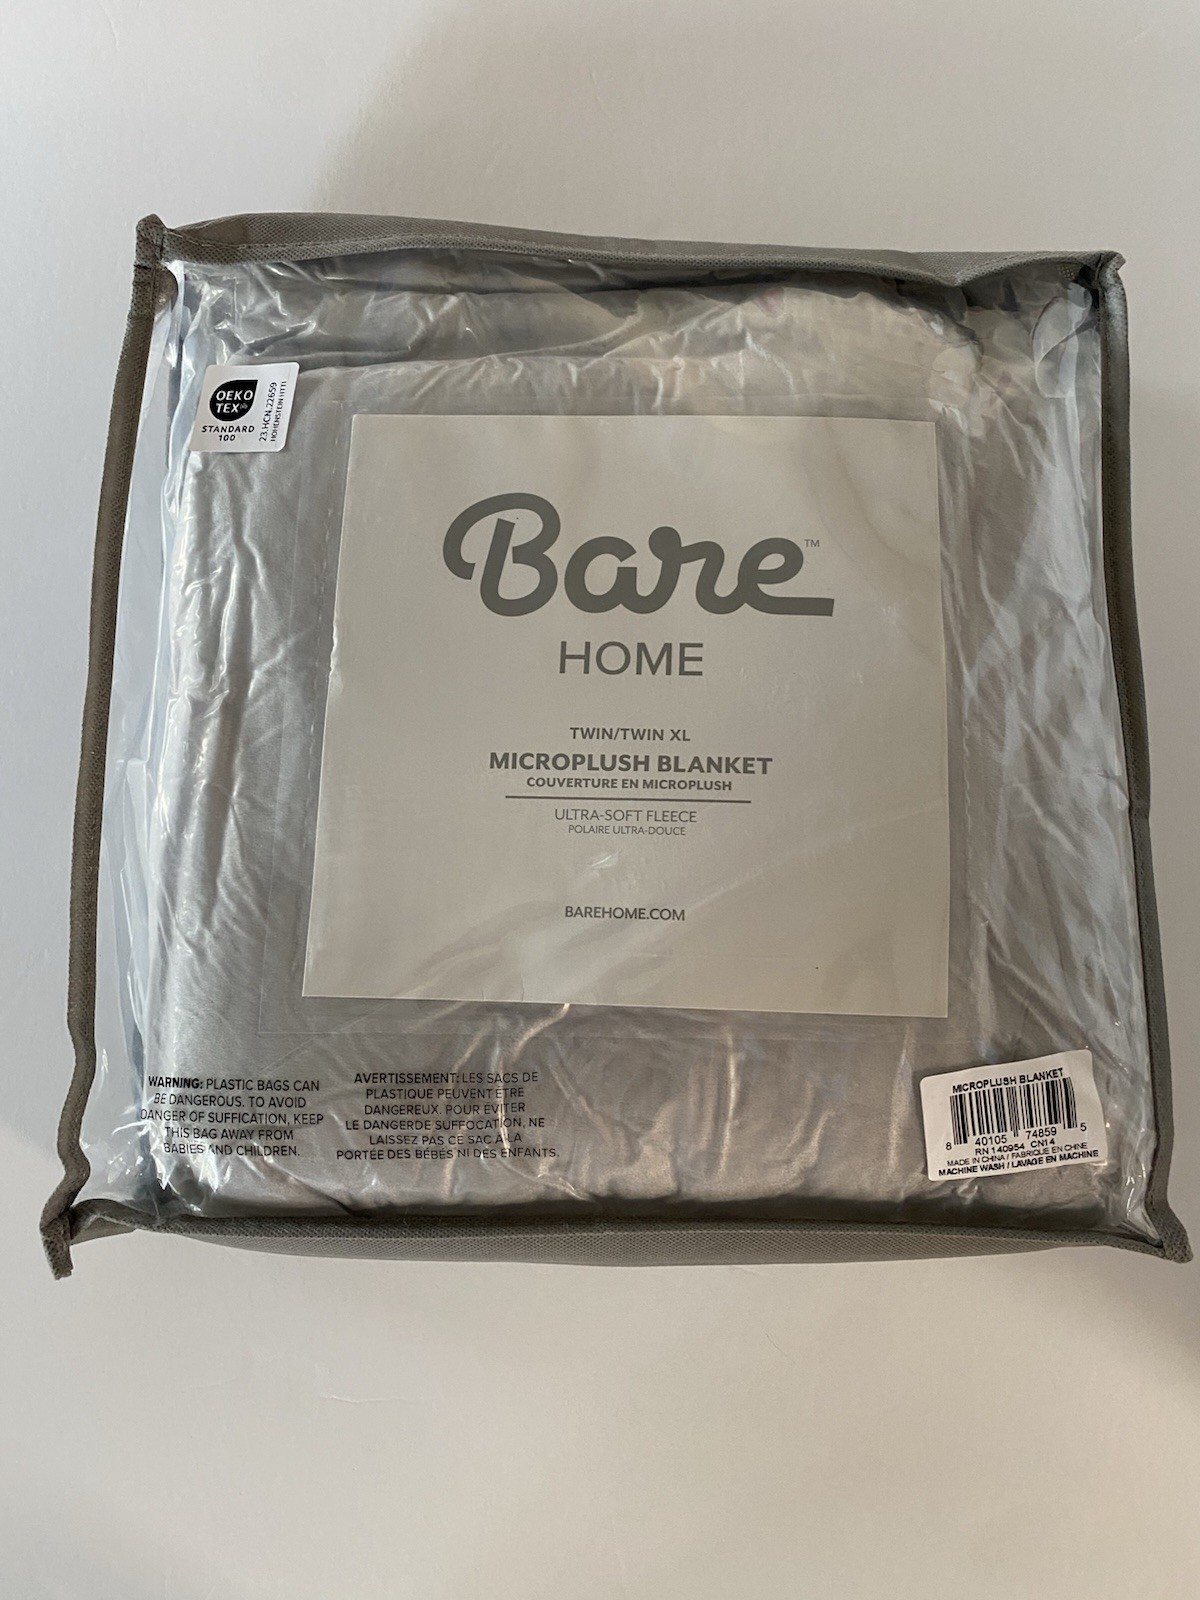 OEKO
TEX®
STANDARD
100
23.HCN.22659
HOHENSTEIN HTTI
Bare™
HOME
TWIN/TWIN XL
MICROPLUSH BLANKET
COUVERTURE EN MICROPLUSH
ULTRA-SOFT FLEECE
POLAIRE ULTRA-DOUCE
BAREHOME.COM
WARNING: PLASTIC BAGS CAN
BE DANGEROUS. TO AVOID
DANGER OF SUFFICATION, KEEP
THIS BAG AWAY FROM
BABIES AND CHILDREN.
AVERTISSEMENT: LES SACS DE
PLASTIQUE PEUVENT ETRE
DANGEREUX. POUR ÉVITER
LE DANGERDE SUFFOCATION, NE
LAISSEZ PAS CE SAC A LA
PORTÉE DES BÉBÉS NI DES ENFANTS.
MICROPLUSH BLANKET
8 40105 74859 5
RN 140954 CN14
MADE IN CHINA / FABRIQUÉ EN CHINE
MACHINE WASH / LAVAGE EN MACHINE